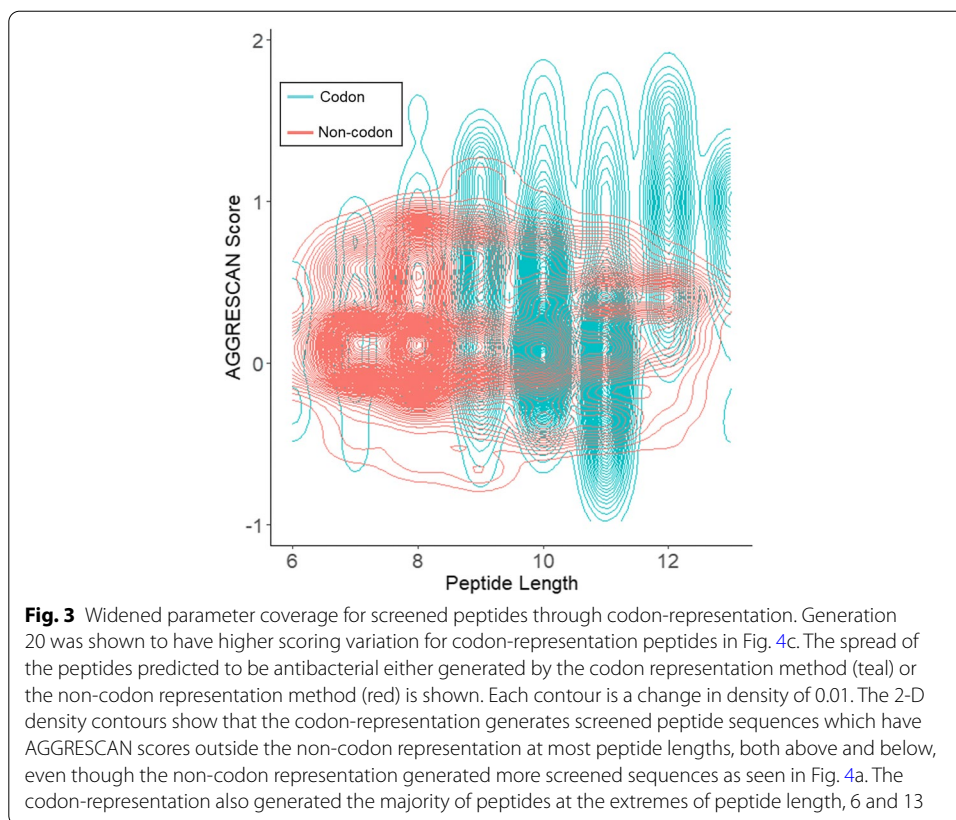 2
1
0
-1
AGGRESCAN Score
Codon
Non-codon
6
8
10
12
Peptide Length
Fig. 3 Widened parameter coverage for screened peptides through codon-representation. Generation
20 was shown to have higher scoring variation for codon-representation peptides in Fig. 4c. The spread of
the peptides predicted to be antibacterial either generated by the codon representation method (teal) or
the non-codon representation method (red) is shown. Each contour is a change in density of 0.01. The 2-D
density contours show that the codon-representation generates screened peptide sequences which have
AGGRESCAN scores outside the non-codon representation at most peptide lengths, both above and below,
even though the non-codon representation generated more screened sequences as seen in Fig. 4a. The
codon-representation also generated the majority of peptides at the extremes of peptide length, 6 and 13